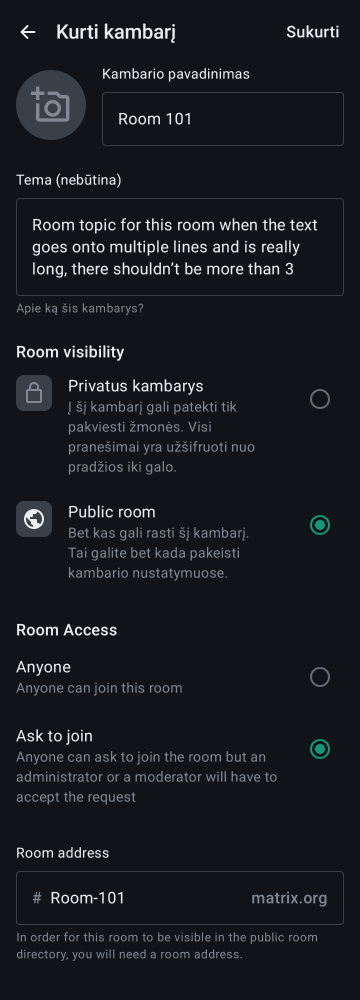 Kurti kambarį
Sukurti
Kambario pavadinimas
Room 101
Tema (nebūtina)
Room topic for this room when the text
goes onto multiple lines and is really
long, there shouldn’t be more than 3
Apie ką šis kambarys?
Room visibility
Privatus kambarys
Į šį kambarį gali patekti tik
pakviesti žmonės. Visi
pranešimai yra užšifruoti nuo
pradžios iki galo.
Public room
Bet kas gali rasti šį kambarį.
Tai galite bet kada pakeisti
kambario nustatymuose.
Room Access
Anyone
Anyone can join this room
Ask to join
Anyone can ask to join the room but an
administrator or a moderator will have to
accept the request
Room address
# Room-101 matrix.org
In order for this room to be visible in the public room
directory, you will need a room address.